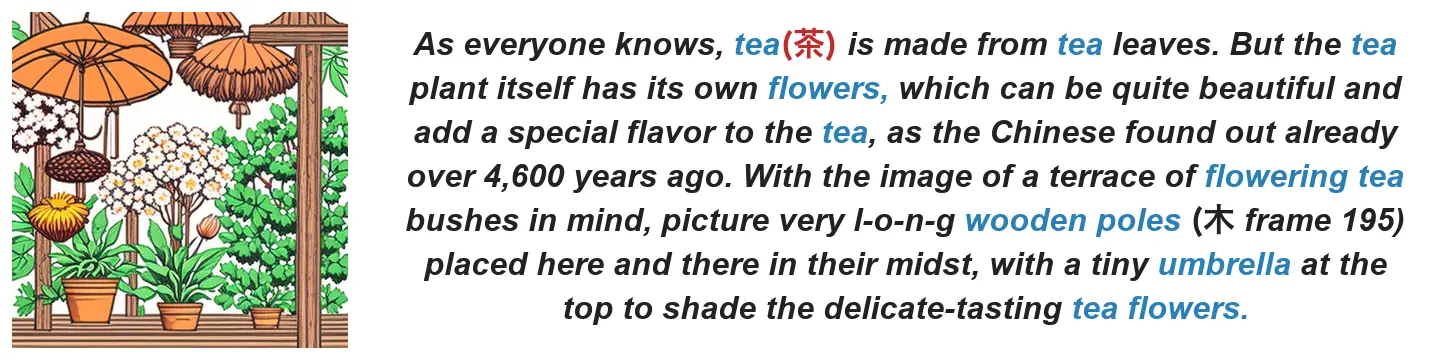 As everyone knows, tea(茶) is made from tea leaves. But the tea
plant itself has its own flowers, which can be quite beautiful and
add a special flavor to the tea, as the Chinese found out already
over 4,600 years ago. With the image of a terrace of flowering tea
bushes in mind, picture very l-o-n-g wooden poles (木 frame 195)
placed here and there in their midst, with a tiny umbrella at the
top to shade the delicate-tasting tea flowers.